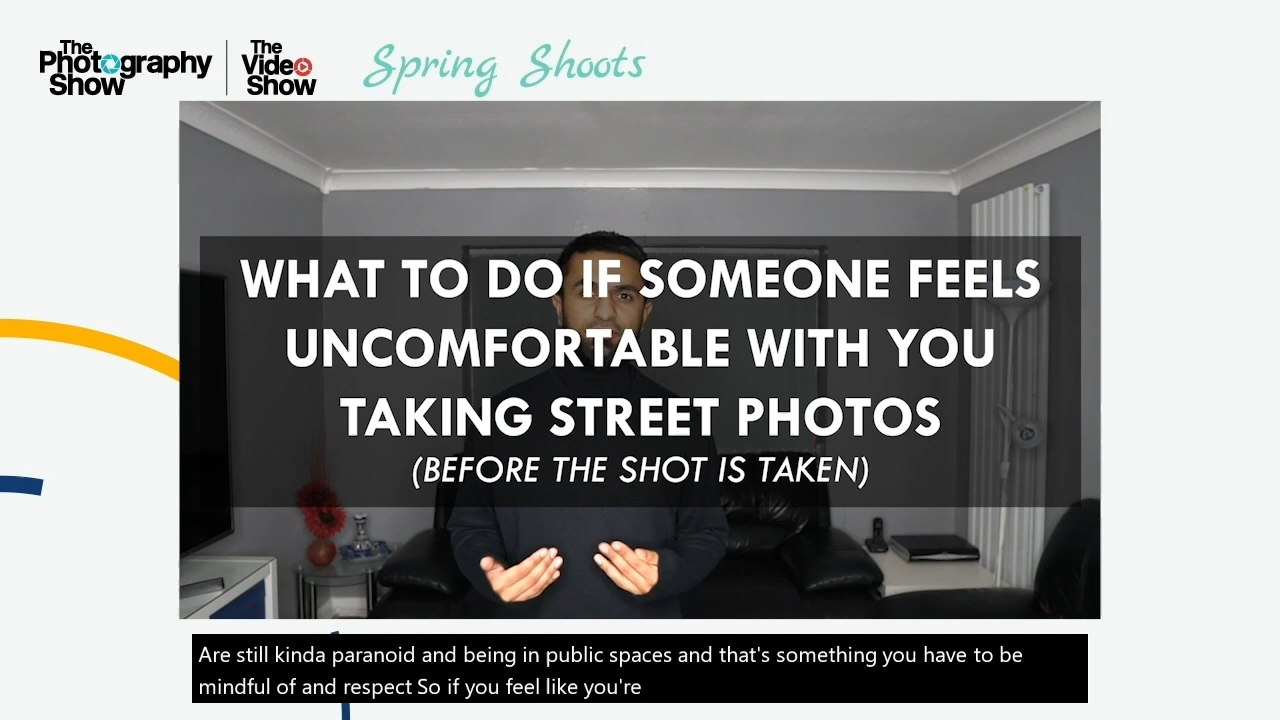 The
Photography
Show
The
Video
Show
Spring Shoots
WHAT TO DO IF SOMEONE FEELS
UNCOMFORTABLE WITH YOU
TAKING STREET PHOTOS
(BEFORE THE SHOT IS TAKEN)
Are still kinda paranoid and being in public spaces and that's something you have to be
mindful of and respect So if you feel like you're